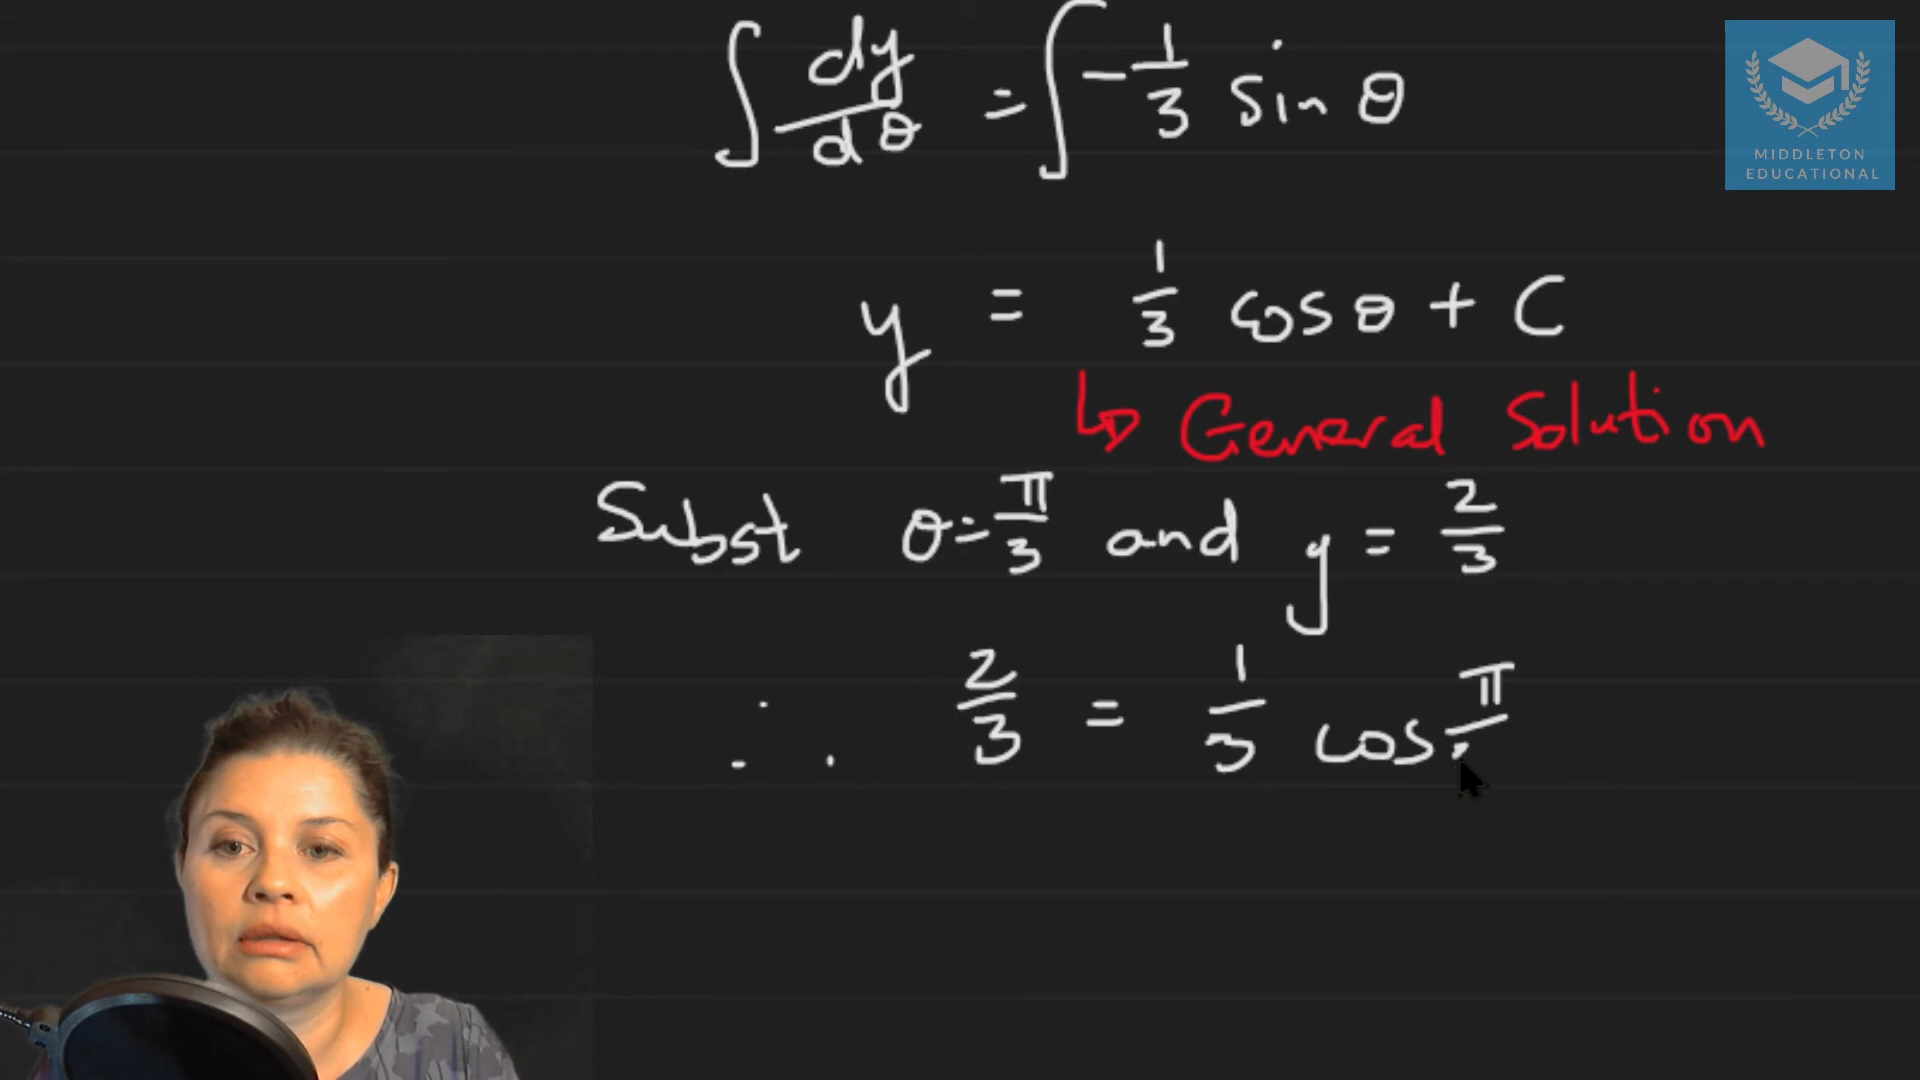 ∫ dy/dθ = ∫ -1/3 sin θ
MIDDLETON
EDUCATIONAL
y = 1/3 cos θ + C
↳ General Solution
Subst θ = π/3 and y = 2/3
∴ 2/3 = 1/3 cos π/